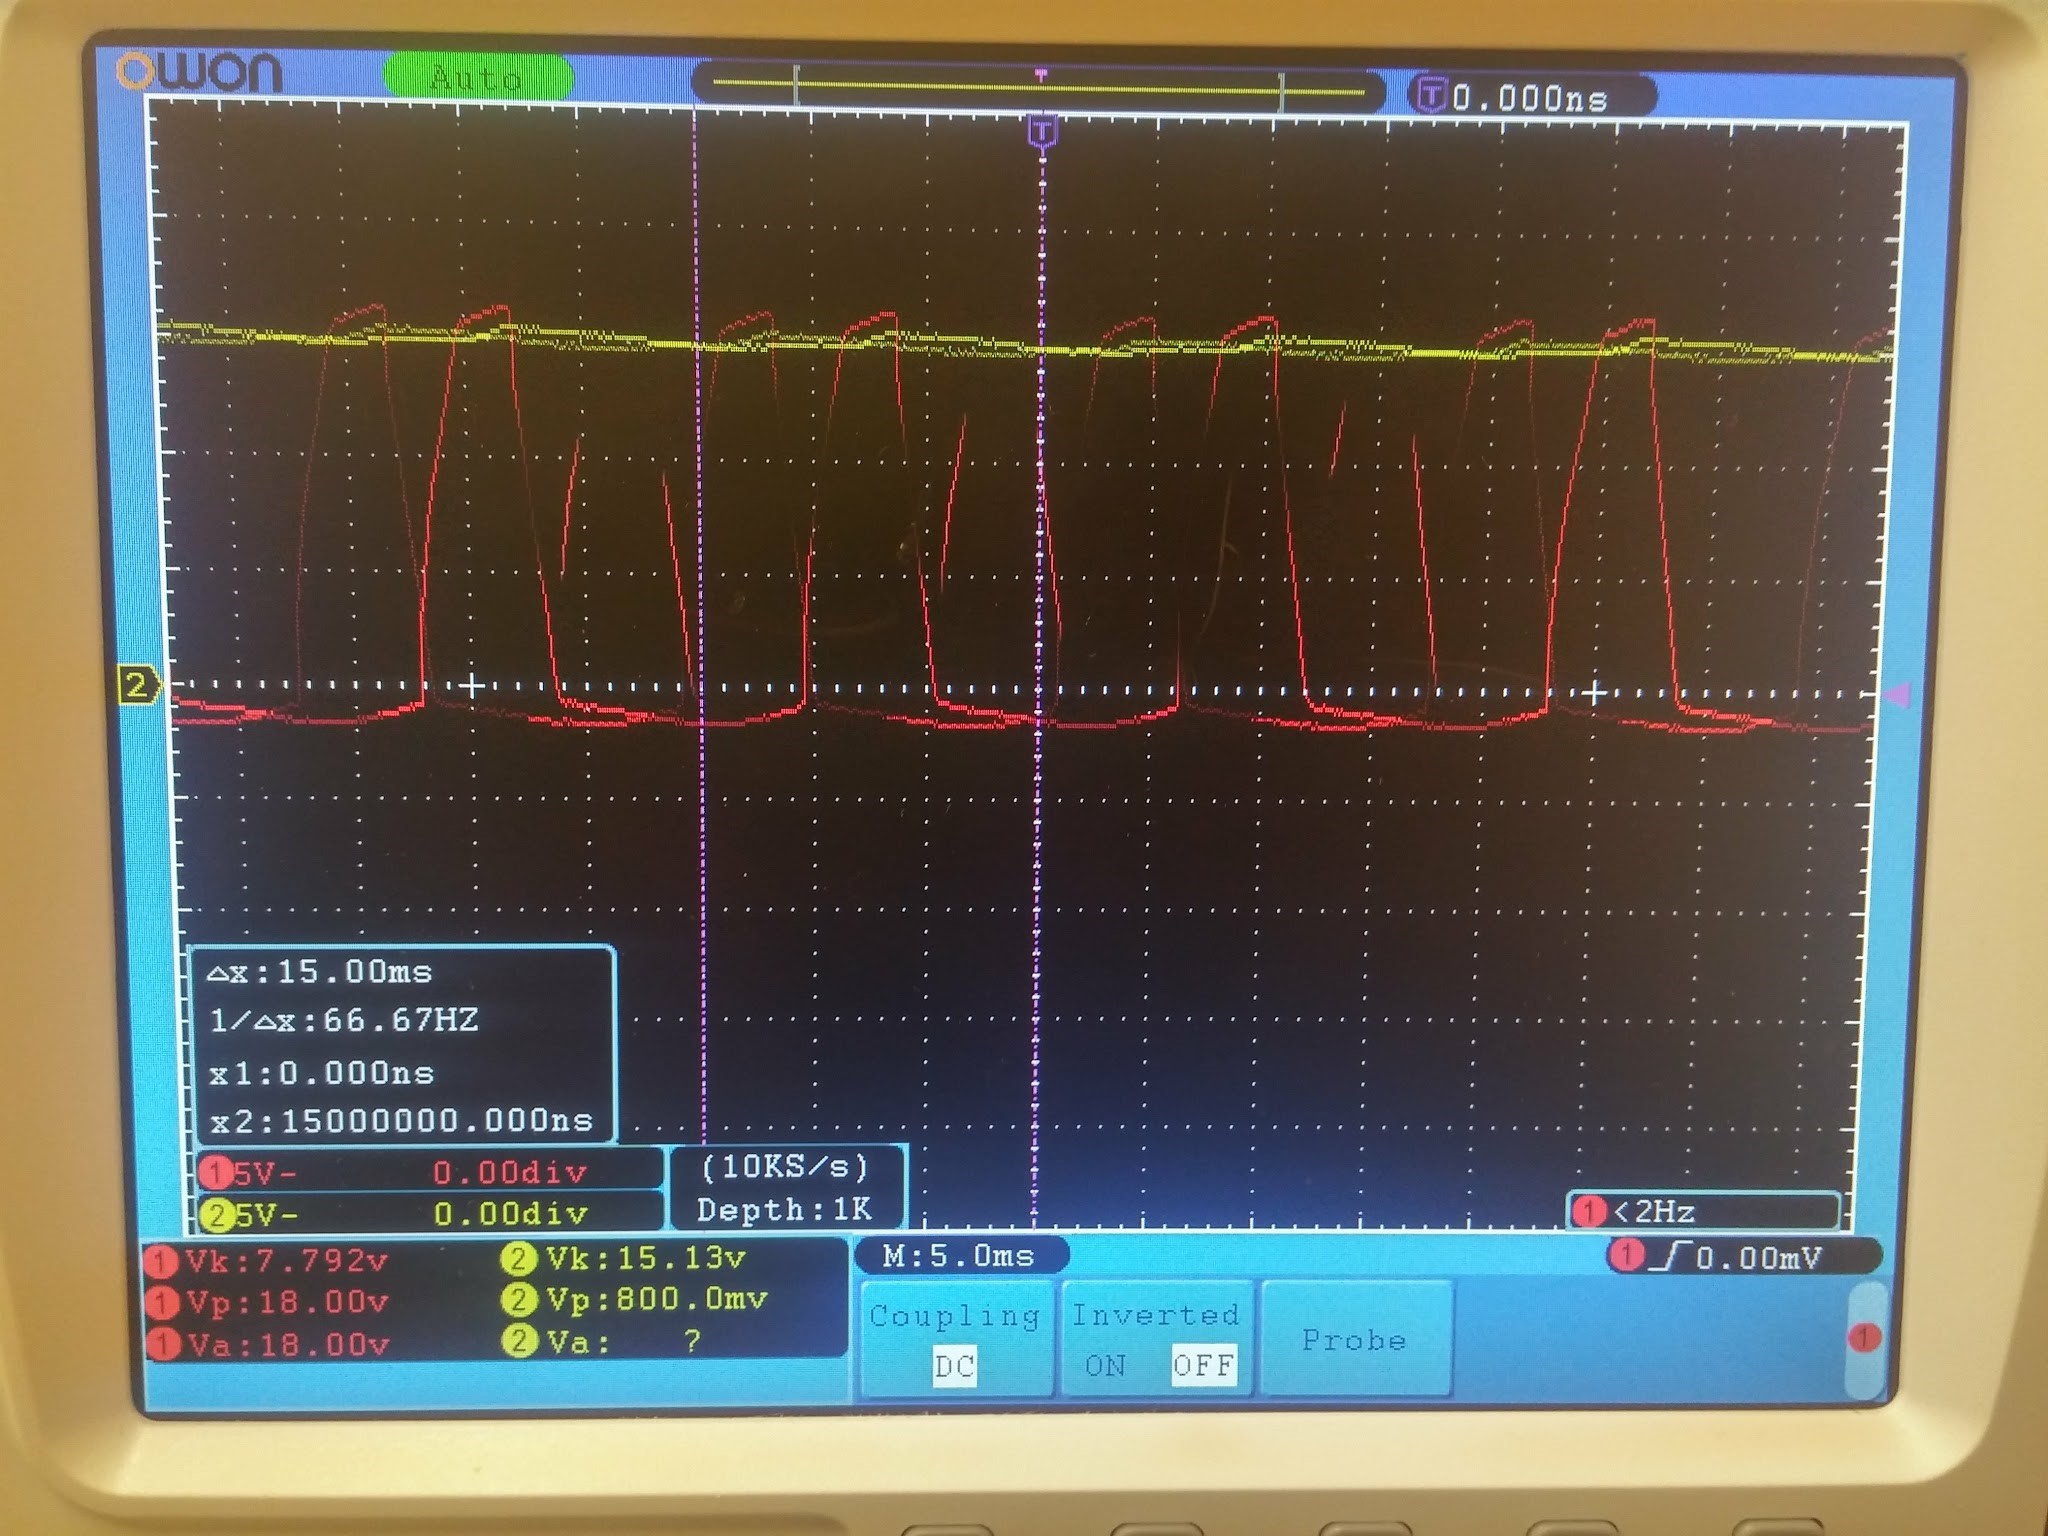 owon Auto T 0.000ns
T
2
△x:15.00ms
1/△x:66.67HZ
x1:0.000ns
x2:15000000.000ns
1 5V- 0.00div
2 5V- 0.00div
(10KS/s)
Depth:1K
1 <2Hz
1 Vk:7.792v 2 Vk:15.13v
1 Vp:18.00v 2 Vp:800.0mv
1 Va:18.00v 2 Va: ?
M:5.0ms
1 0.00mV
Coupling
DC
Inverted
ON OFF
Probe
1